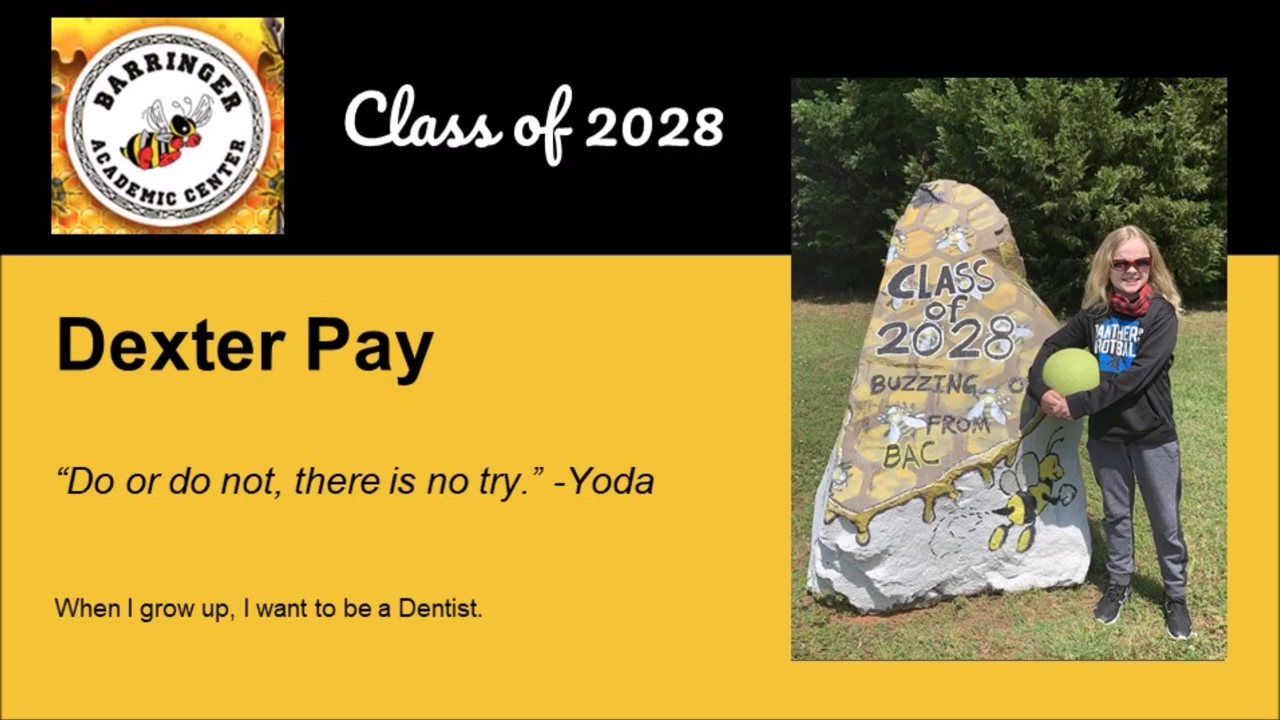 BARRINGER
ACADEMIC CENTER
Class of 2028
Dexter Pay
“Do or do not, there is no try.” -Yoda
When I grow up, I want to be a Dentist.
CLASS
of
2028
BUZZING O
FROM
BAC
PANTHERS